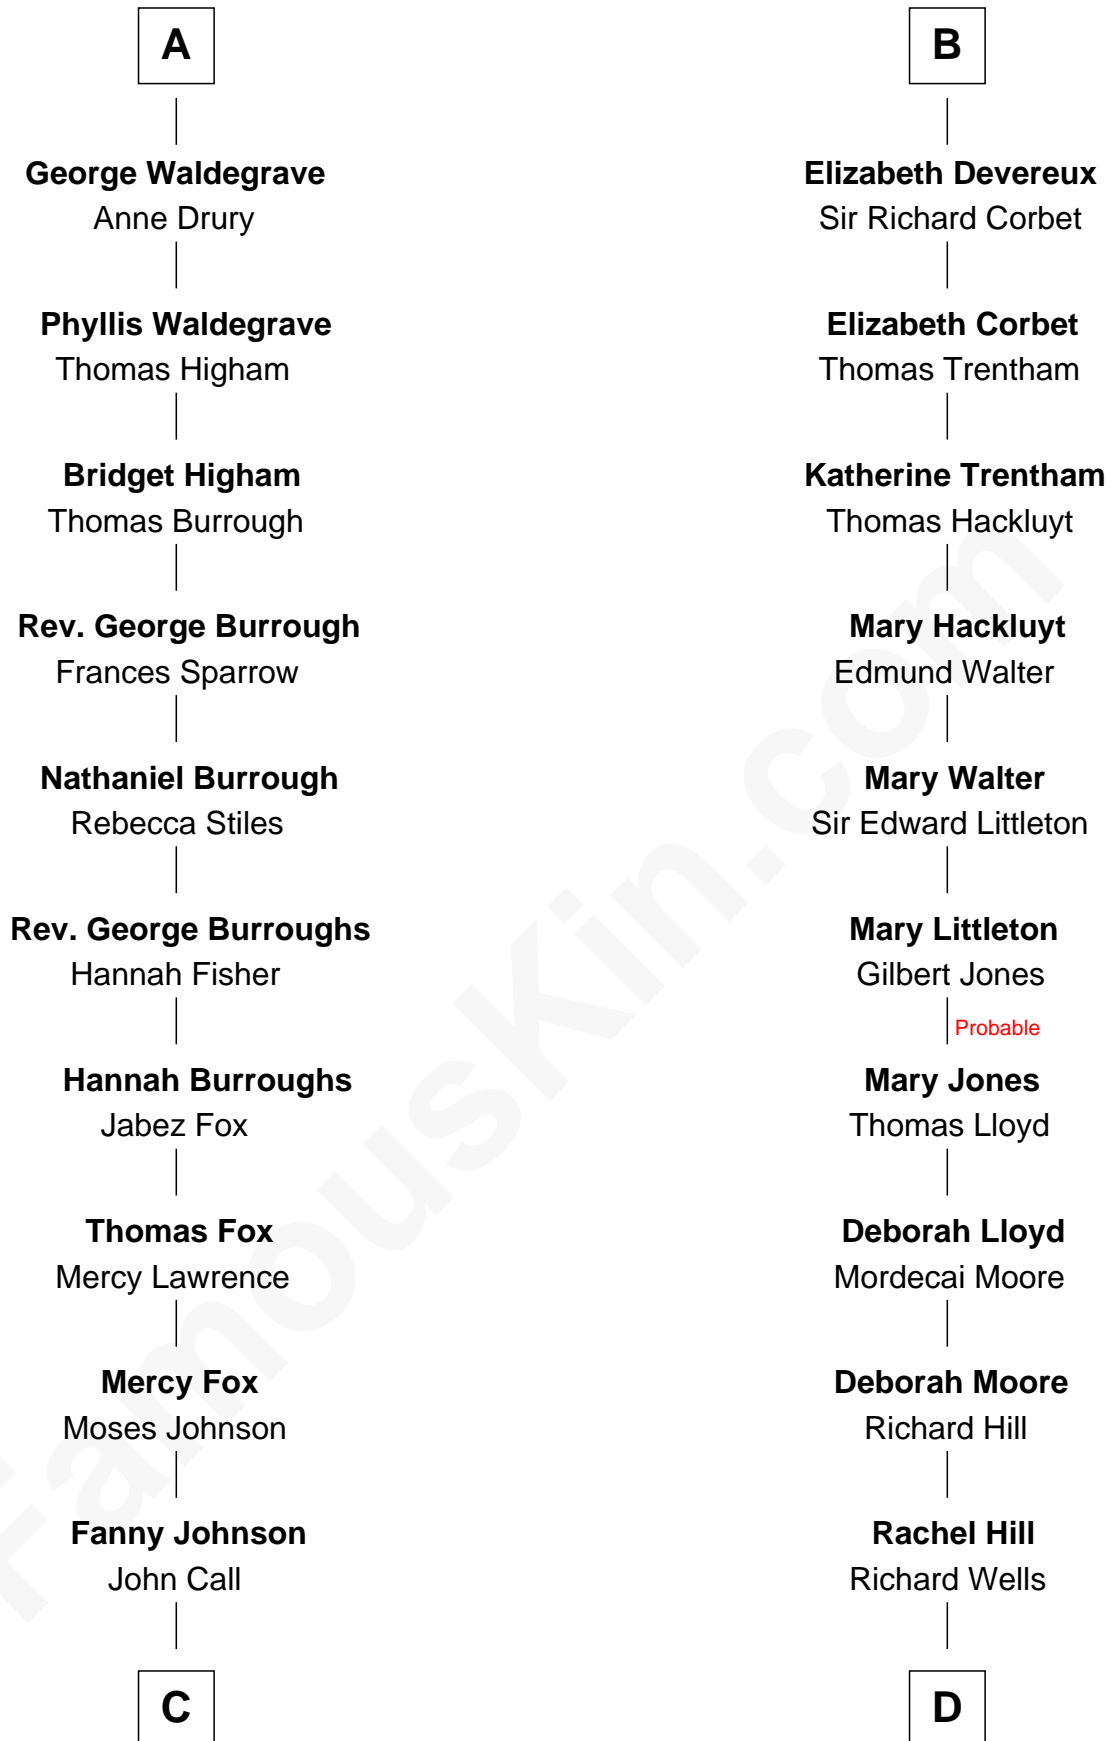 A
George Waldegrave
Anne Drury
Phyllis Waldegrave
Thomas Higham
Bridget Higham
Thomas Burrough
Rev. George Burrough
Frances Sparrow
Nathaniel Burrough
Rebecca Stiles
Rev. George Burroughs
Hannah Fisher
Hannah Burroughs
Jabez Fox
Thomas Fox
Mercy Lawrence
Mercy Fox
Moses Johnson
Fanny Johnson
John Call
C
B
Elizabeth Devereux
Sir Richard Corbet
Elizabeth Corbet
Thomas Trentham
Katherine Trentham
Thomas Hackluyt
Mary Hackluyt
Edmund Walter
Mary Walter
Sir Edward Littleton
Mary Littleton
Gilbert Jones
Probable
Mary Jones
Thomas Lloyd
Deborah Lloyd
Mordecai Moore
Deborah Moore
Richard Hill
Rachel Hill
Richard Wells
D
FamousKin.com